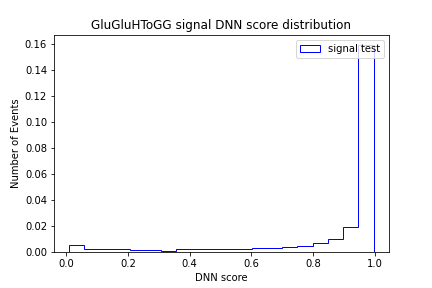 GluGluHToGG signal DNN score distribution
signal test
Number of Events
0.16
0.14
0.12
0.10
0.08
0.06
0.04
0.02
0.00
0.0 0.2 0.4 0.6 0.8 1.0
DNN score